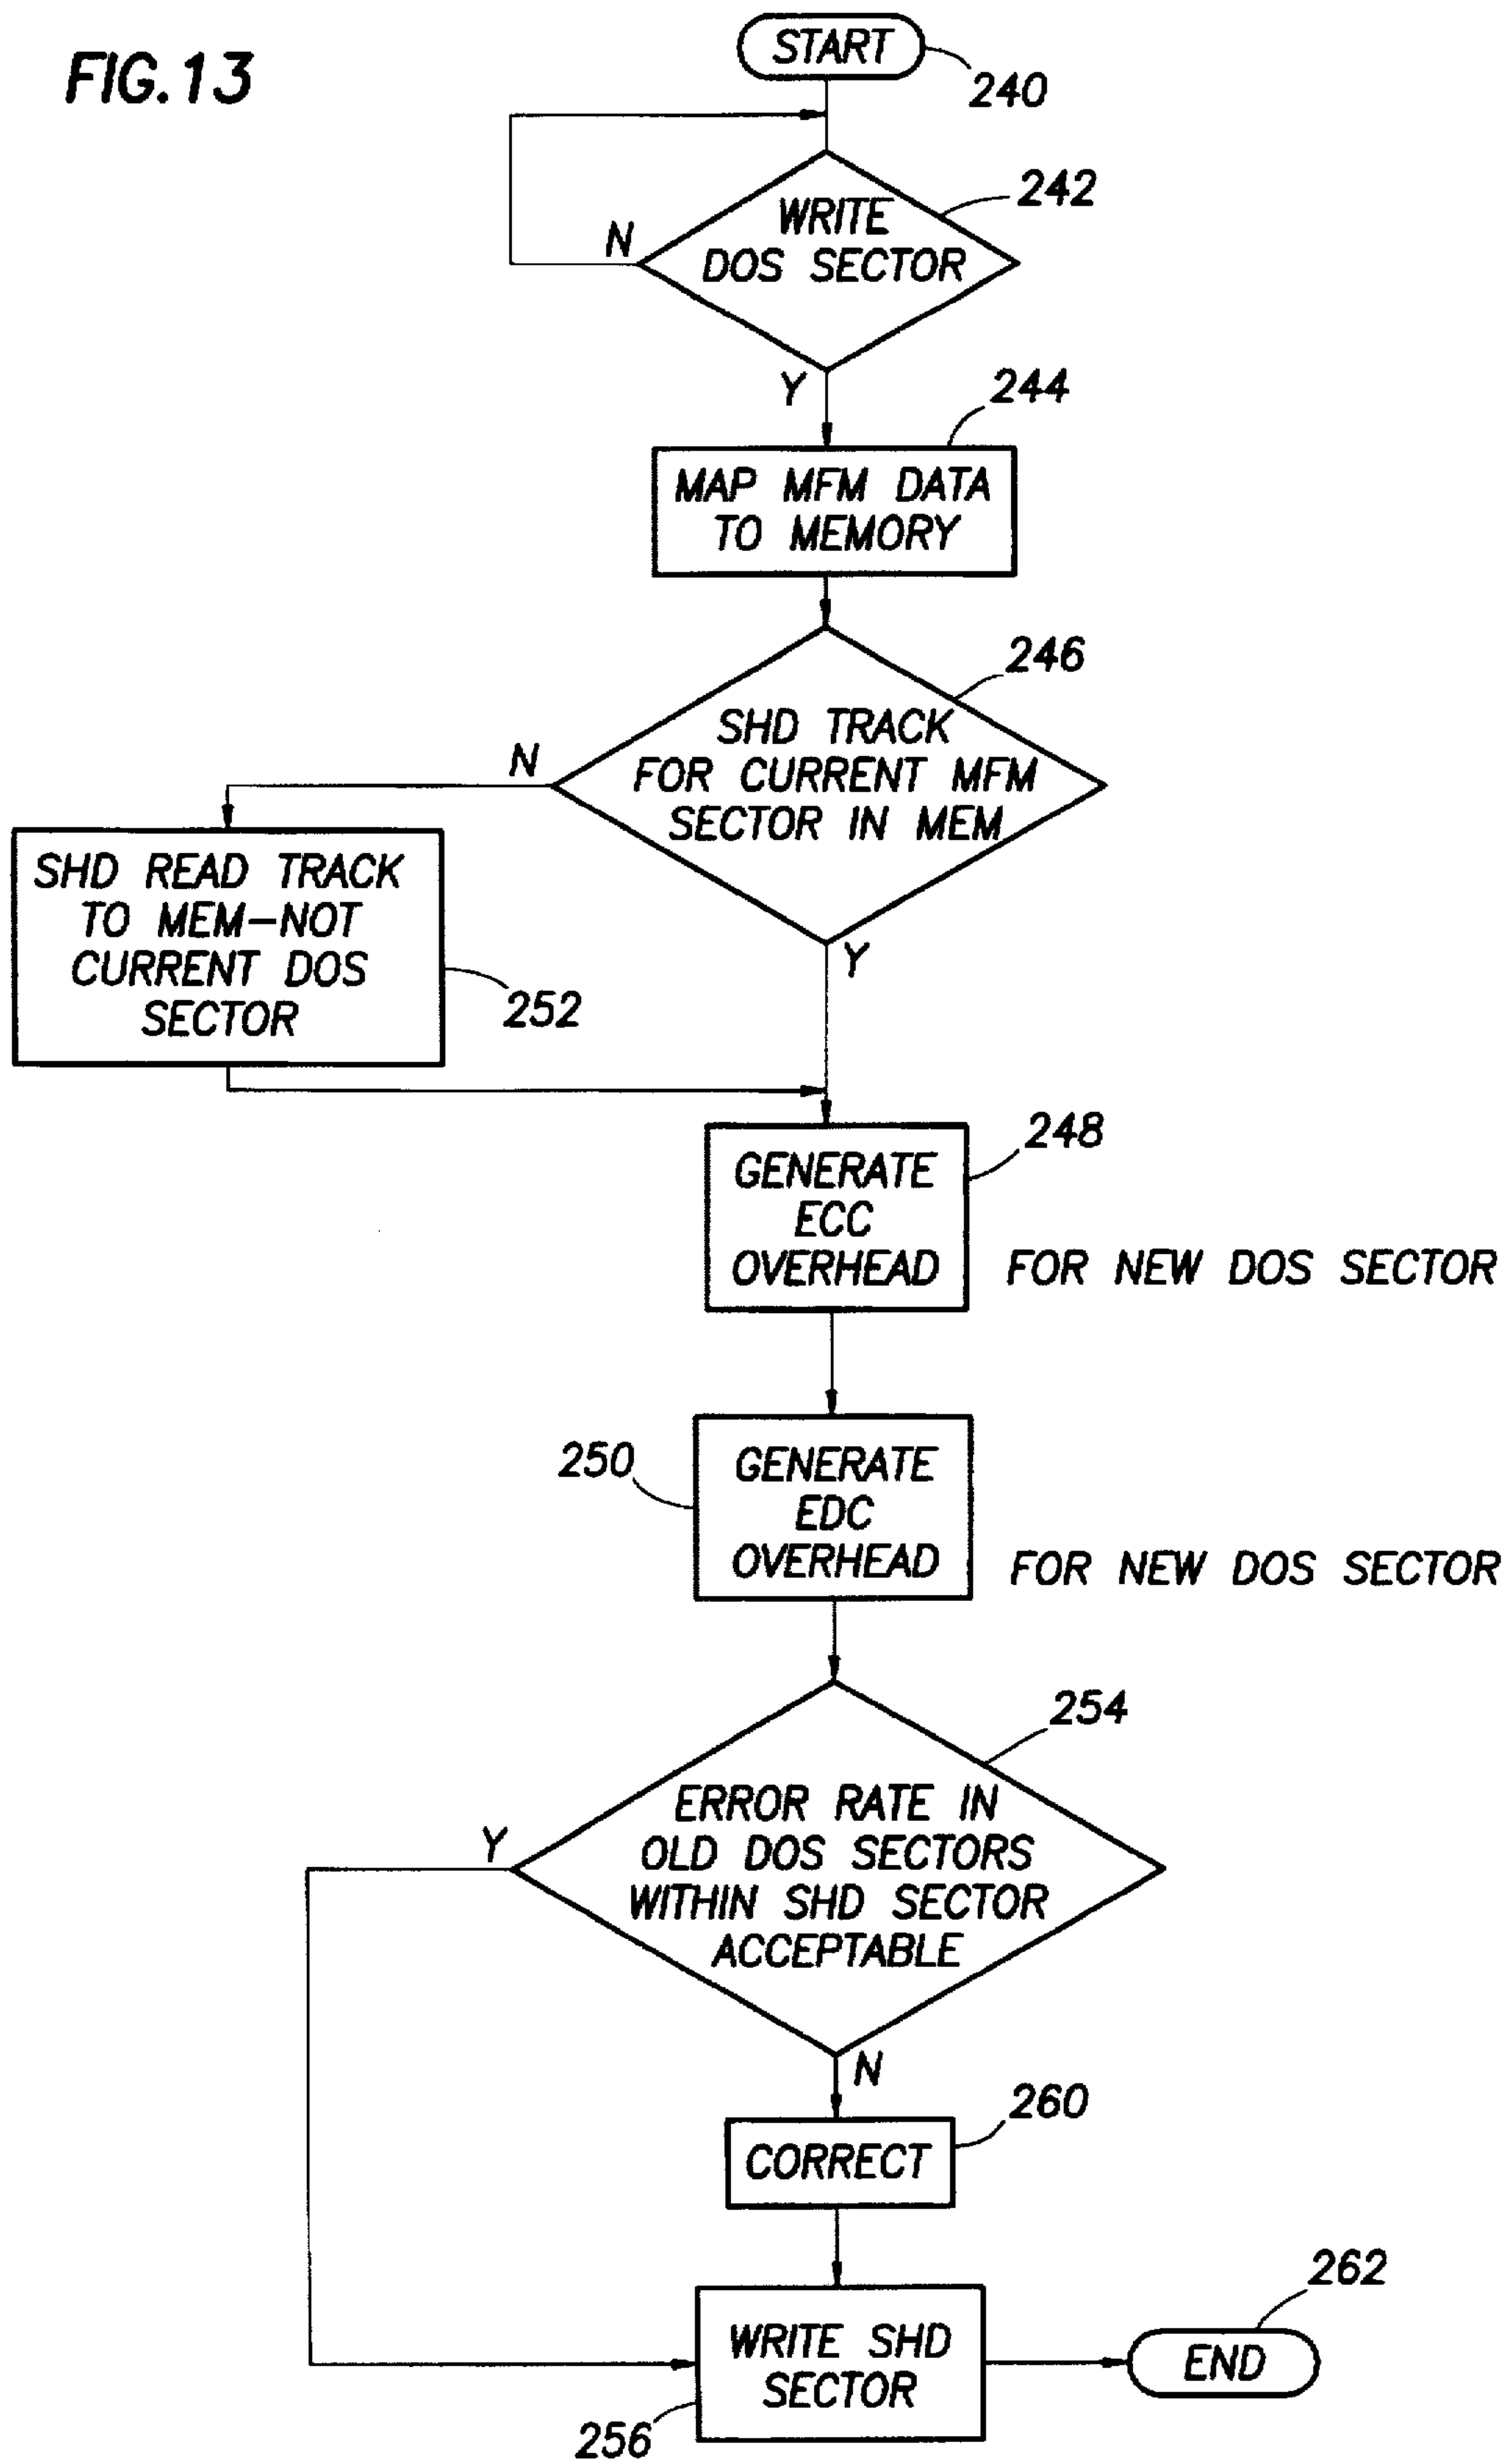 FIG.13
START
240
242
WRITE
DOS SECTOR
N
Y
244
MAP MFM DATA
TO MEMORY
246
SHD TRACK
FOR CURRENT MFM
SECTOR IN MEM
N
Y
SHD READ TRACK
TO MEM-NOT
CURRENT DOS
SECTOR
252
248
GENERATE
ECC
OVERHEAD
FOR NEW DOS SECTOR
250
GENERATE
EDC
OVERHEAD
FOR NEW DOS SECTOR
254
ERROR RATE IN
OLD DOS SECTORS
WITHIN SHD SECTOR
ACCEPTABLE
Y
N
260
CORRECT
262
WRITE SHD
SECTOR
END
256